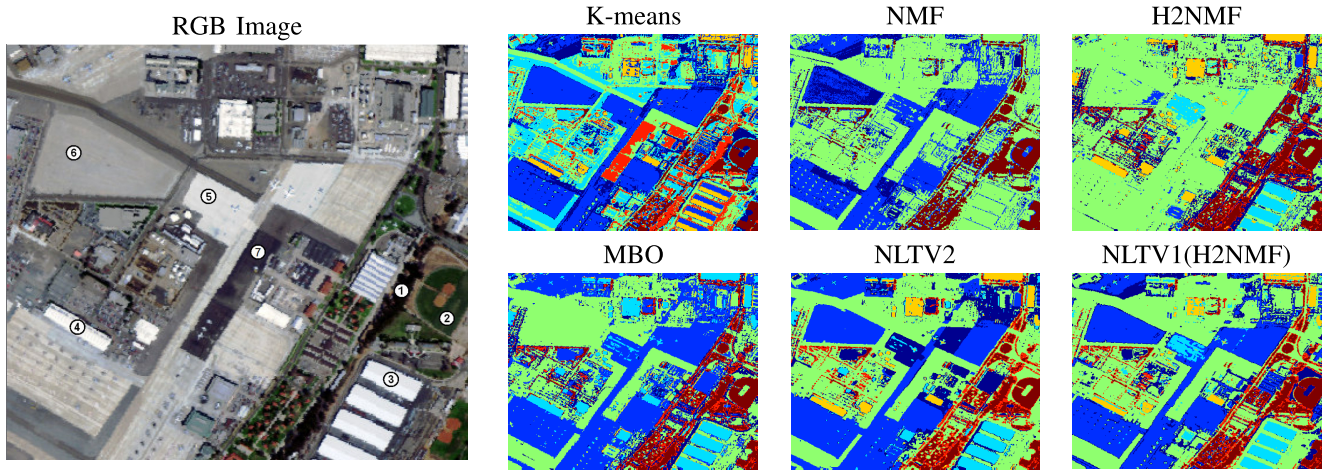 RGB Image
K-means
NMF
H2NMF
MBO
NLTV2
NLTV1(H2NMF)
6
5
7
1
2
4
3